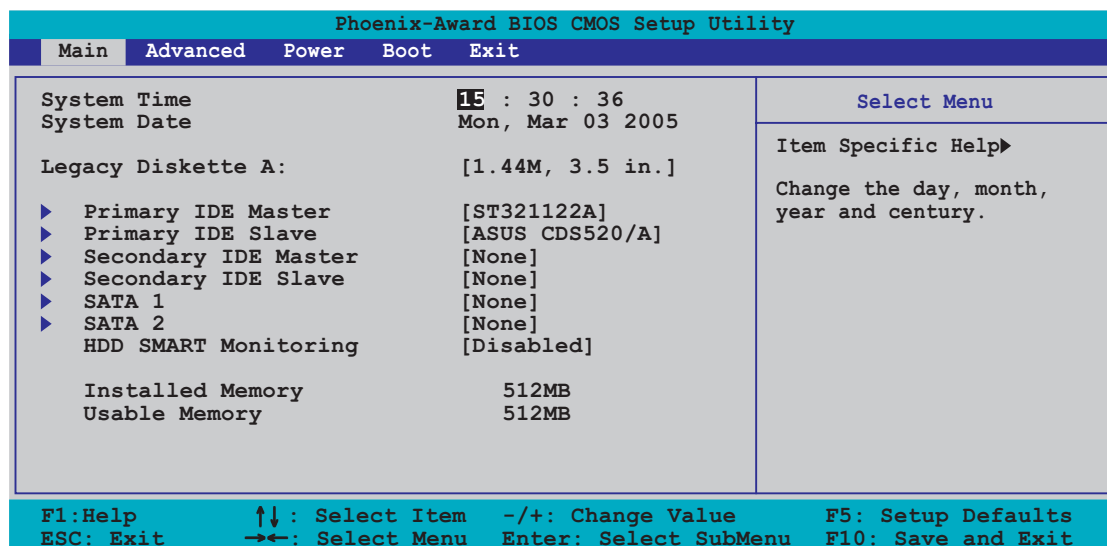 Phoenix-Award BIOS CMOS Setup Utility
Main Advanced Power Boot Exit
System Time 15 : 30 : 36
System Date Mon, Mar 03 2005
Legacy Diskette A: [1.44M, 3.5 in.]
Primary IDE Master [ST321122A]
Primary IDE Slave [ASUS CDS520/A]
Secondary IDE Master [None]
Secondary IDE Slave [None]
SATA 1 [None]
SATA 2 [None]
HDD SMART Monitoring [Disabled]
Installed Memory 512MB
Usable Memory 512MB
Select Menu
Item Specific Help
Change the day, month,
year and century.
F1:Help ↑↓ : Select Item -/+: Change Value F5: Setup Defaults
ESC: Exit →←: Select Menu Enter: Select SubMenu F10: Save and Exit